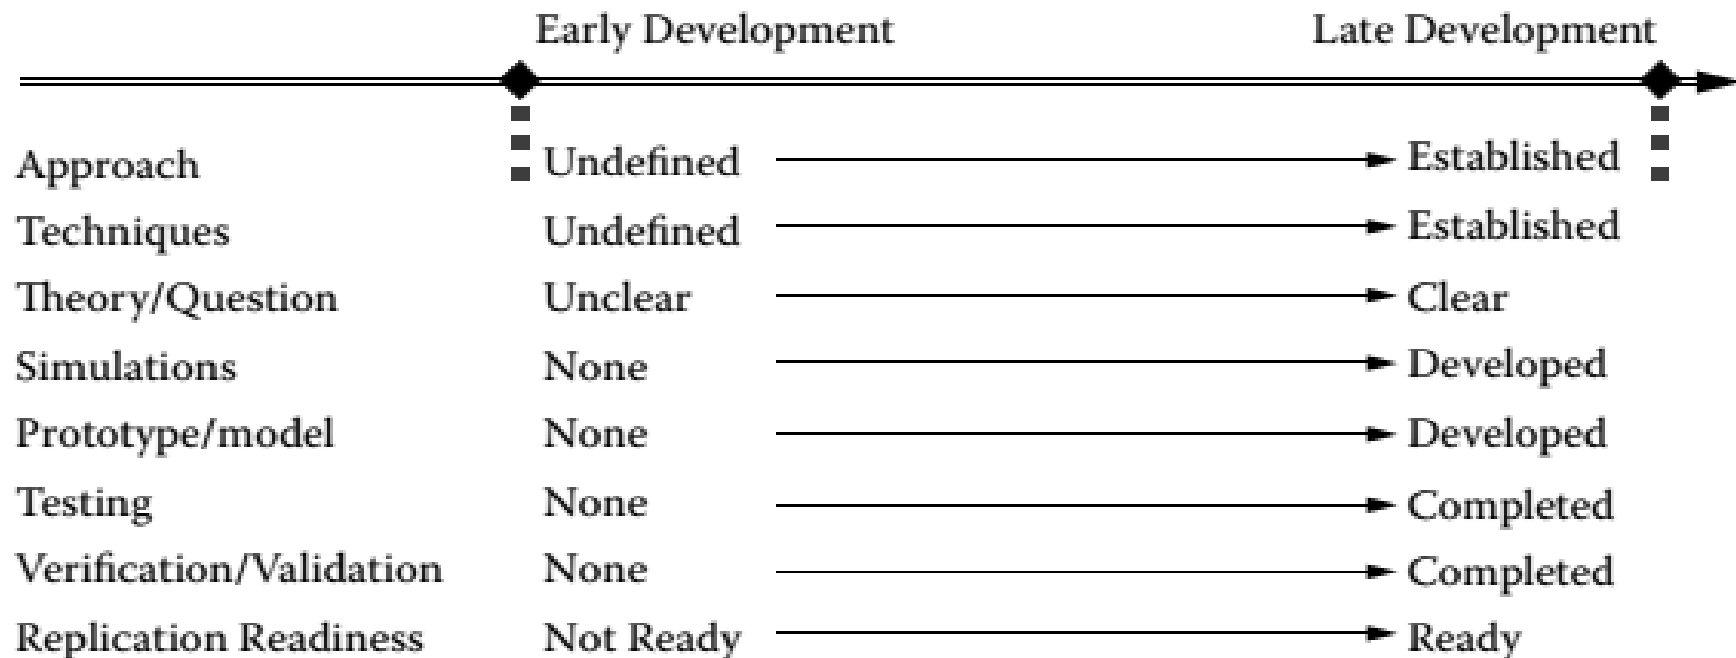 Early Development Late Development
Approach Undefined Established
Techniques Undefined Established
Theory/Question Unclear Clear
Simulations None Developed
Prototype/model None Developed
Testing None Completed
Verification/Validation None Completed
Replication Readiness Not Ready Ready